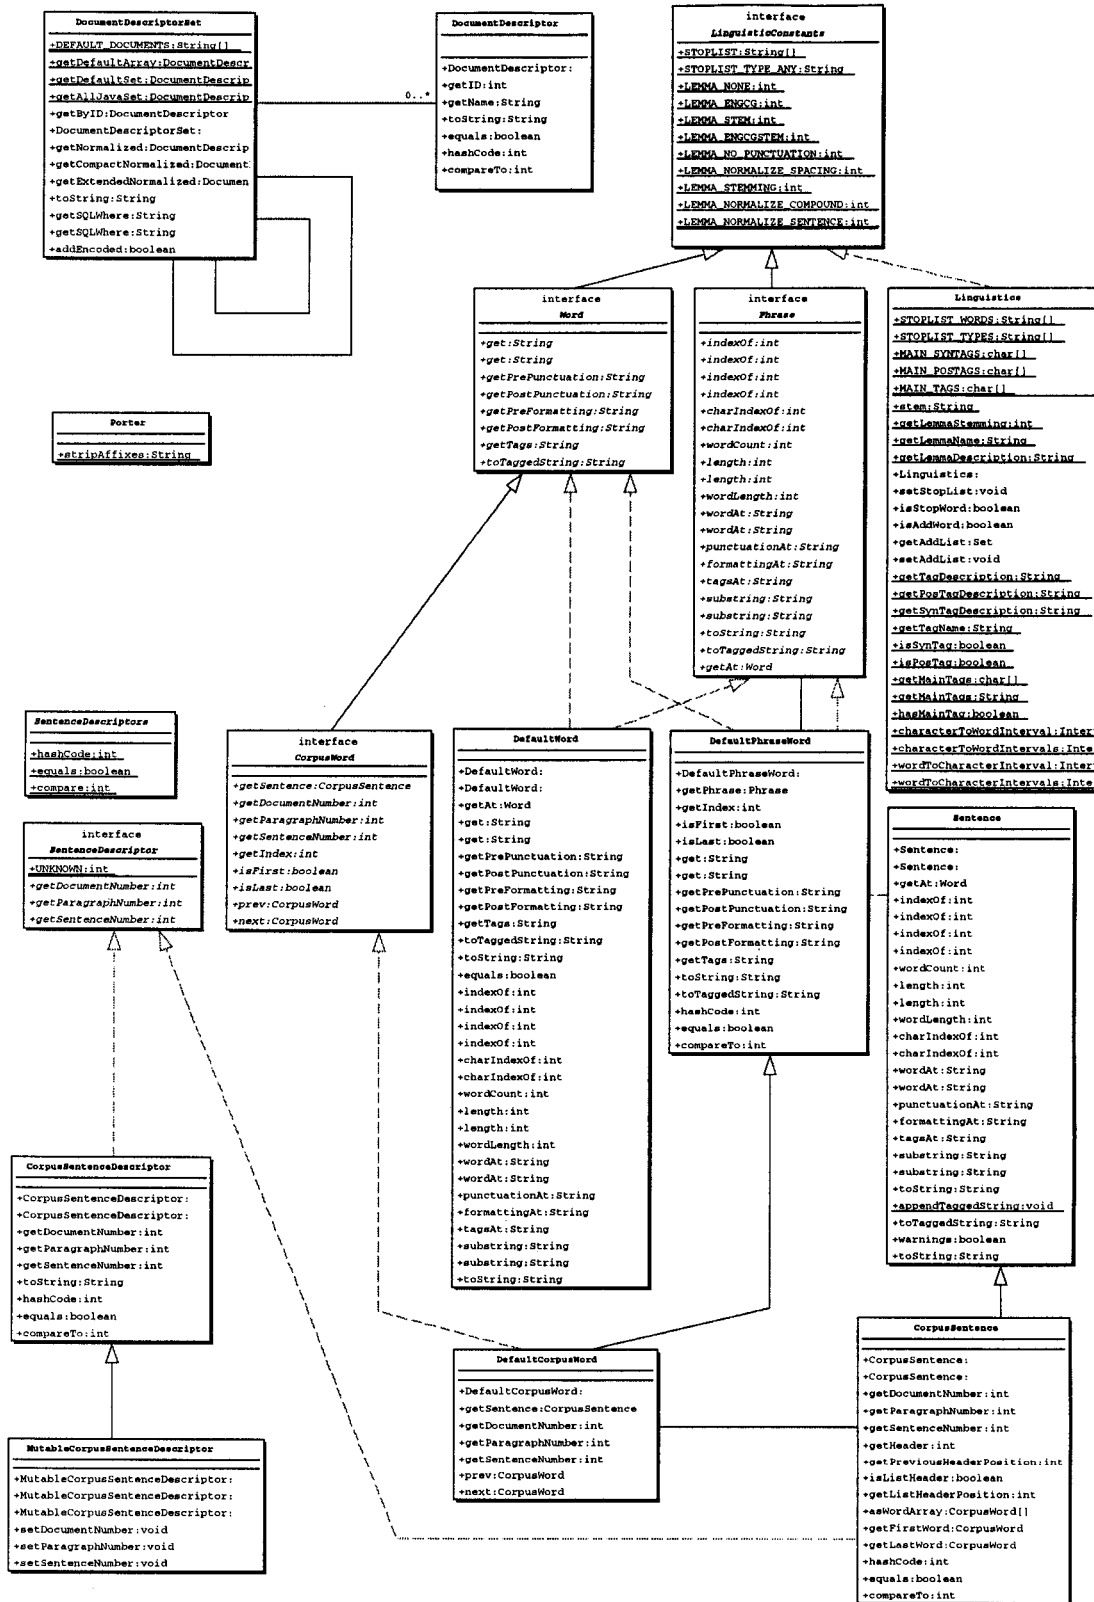 DocumentDescriptorSet
+DEFAULT_DOCUMENTS:String[]
+getDefaultArray:DocumentDescr
+getDefaultSet:DocumentDescrip
+getAllJavaSet:DocumentDescrip
+getByID:DocumentDescriptor
+DocumentDescriptorSet:
+getNormalized:DocumentDescrip
+getCompactNormalized:Document
+getExtendedNormalized:Documen
+toString:String
+getSQLWhere:String
+getSQLWhere:String
+addEncoded:boolean
0..*
DocumentDescriptor
+DocumentDescriptor:
+getID:int
+getName:String
+toString:String
+equals:boolean
+hashCode:int
+compareTo:int
interface
LinguisticConstants
+STOPLIST:String[]
+STOPLIST_TYPE_ANY:String
+LEMMA_NONE:int
+LEMMA_ENGCG:int
+LEMMA_STEM:int
+LEMMA_ENGCGSTEM:int
+LEMMA_NO_PUNCTUATION:int
+LEMMA_NORMALIZE_SPACING:int
+LEMMA_STEMMING:int
+LEMMA_NORMALIZE_COMPOUND:int
+LEMMA_NORMALIZE_SENTENCE:int
interface
Word
+get:String
+get:String
+getPrePunctuation:String
+getPostPunctuation:String
+getPreFormatting:String
+getPostFormatting:String
+getTags:String
+toTaggedString:String
interface
Phrase
+indexOf:int
+indexOf:int
+indexOf:int
+indexOf:int
+charIndexOf:int
+charIndexOf:int
+wordCount:int
+length:int
+length:int
+wordLength:int
+wordAt:String
+wordAt:String
+punctuationAt:String
+formattingAt:String
+tagsAt:String
+substring:String
+substring:String
+toString:String
+toTaggedString:String
+getAt:Word
Linguistics
+STOPLIST_WORDS:String[]
+STOPLIST_TYPES:String[]
+MAIN_SYNTAGS:char[]
+MAIN_POSTAGS:char[]
+MAIN_TAGS:char[]
+stem:String
+getLemmaStemming:int
+getLemmaName:String
+getLemmaDescription:String
+Linguistics:
+setStopList:void
+isStopWord:boolean
+isAddWord:boolean
+getAddList:Set
+setAddList:void
+getTagDescription:String
+getPosTagDescription:String
+getSynTagDescription:String
+getTagName:String
+isSynTag:boolean
+isPosTag:boolean
+getMainTags:char[]
+getMainTags:String
+hasMainTag:boolean
+characterToWordInterval:Inter
+characterToWordIntervals:Inte
+wordToCharacterInterval:Inter
+wordToCharacterIntervals:Inte
Porter
+stripAffixes:String
SentenceDescriptors
+hashCode:int
+equals:boolean
+compare:int
interface
SentenceDescriptor
+UNKNOWN:int
+getDocumentNumber:int
+getParagraphNumber:int
+getSentenceNumber:int
interface
CorpusWord
+getSentence:CorpusSentence
+getDocumentNumber:int
+getParagraphNumber:int
+getSentenceNumber:int
+getIndex:int
+isFirst:boolean
+isLast:boolean
+prev:CorpusWord
+next:CorpusWord
DefaultWord
+DefaultWord:
+DefaultWord:
+getAt:Word
+get:String
+get:String
+getPrePunctuation:String
+getPostPunctuation:String
+getPreFormatting:String
+getPostFormatting:String
+getTags:String
+toTaggedString:String
+toString:String
+equals:boolean
+indexOf:int
+indexOf:int
+indexOf:int
+indexOf:int
+charIndexOf:int
+charIndexOf:int
+wordCount:int
+length:int
+length:int
+wordLength:int
+wordAt:String
+wordAt:String
+punctuationAt:String
+formattingAt:String
+tagsAt:String
+substring:String
+substring:String
+toString:String
DefaultPhraseWord
+DefaultPhraseWord:
+getPhrase:Phrase
+getIndex:int
+isFirst:boolean
+isLast:boolean
+get:String
+get:String
+getPrePunctuation:String
+getPostPunctuation:String
+getPreFormatting:String
+getPostFormatting:String
+getTags:String
+toString:String
+toTaggedString:String
+hashCode:int
+equals:boolean
+compareTo:int
Sentence
+Sentence:
+Sentence:
+getAt:Word
+indexOf:int
+indexOf:int
+indexOf:int
+indexOf:int
+wordCount:int
+length:int
+length:int
+wordLength:int
+charIndexOf:int
+charIndexOf:int
+wordAt:String
+wordAt:String
+punctuationAt:String
+formattingAt:String
+tagsAt:String
+substring:String
+substring:String
+toString:String
+appendTaggedString:void
+toTaggedString:String
+warnings:boolean
+toString:String
CorpusSentenceDescriptor
+CorpusSentenceDescriptor:
+CorpusSentenceDescriptor:
+getDocumentNumber:int
+getParagraphNumber:int
+getSentenceNumber:int
+toString:String
+hashCode:int
+equals:boolean
+compareTo:int
MutableCorpusSentenceDescriptor
+MutableCorpusSentenceDescriptor:
+MutableCorpusSentenceDescriptor:
+MutableCorpusSentenceDescriptor:
+setDocumentNumber:void
+setParagraphNumber:void
+setSentenceNumber:void
DefaultCorpusWord
+DefaultCorpusWord:
+getSentence:CorpusSentence
+getDocumentNumber:int
+getParagraphNumber:int
+getSentenceNumber:int
+prev:CorpusWord
+next:CorpusWord
CorpusSentence
+CorpusSentence:
+CorpusSentence:
+getDocumentNumber:int
+getParagraphNumber:int
+getSentenceNumber:int
+getHeader:int
+getPreviousHeaderPosition:int
+isListHeader:boolean
+getListHeaderPosition:int
+asWordArray:CorpusWord[]
+getFirstWord:CorpusWord
+getLastWord:CorpusWord
+hashCode:int
+equals:boolean
+compareTo:int